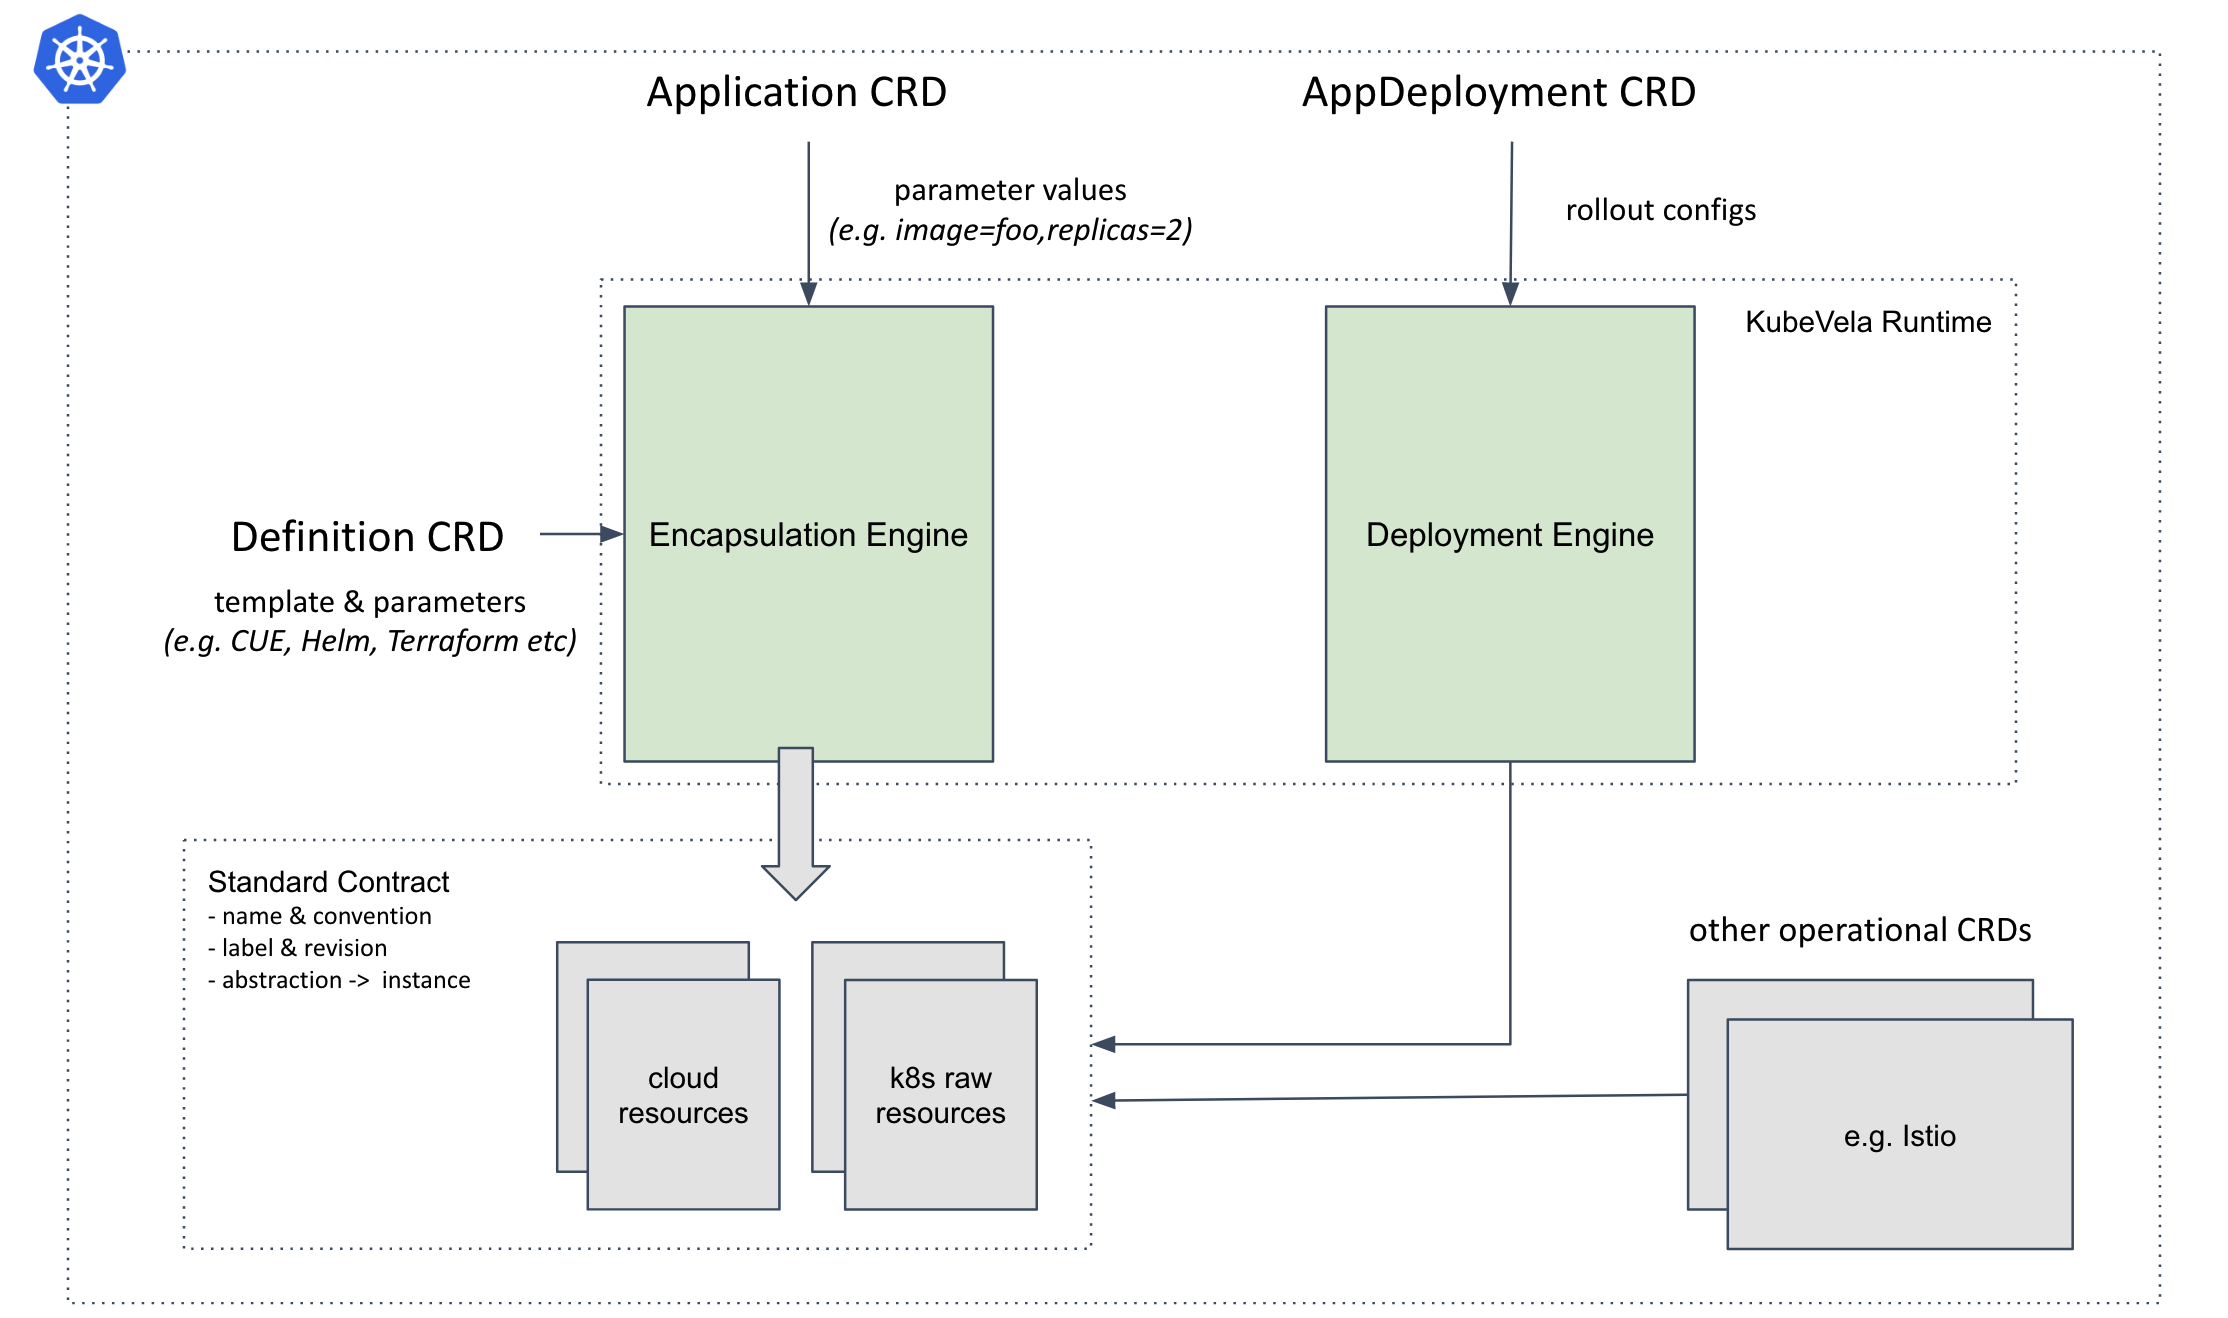 Application CRD
AppDeployment CRD
parameter values
(e.g. image=foo,replicas=2)
rollout configs
KubeVela Runtime
Definition CRD
template & parameters
(e.g. CUE, Helm, Terraform etc)
Encapsulation Engine
Deployment Engine
Standard Contract
- name & convention
- label & revision
- abstraction -> instance
cloud
resources
k8s raw
resources
other operational CRDs
e.g. Istio